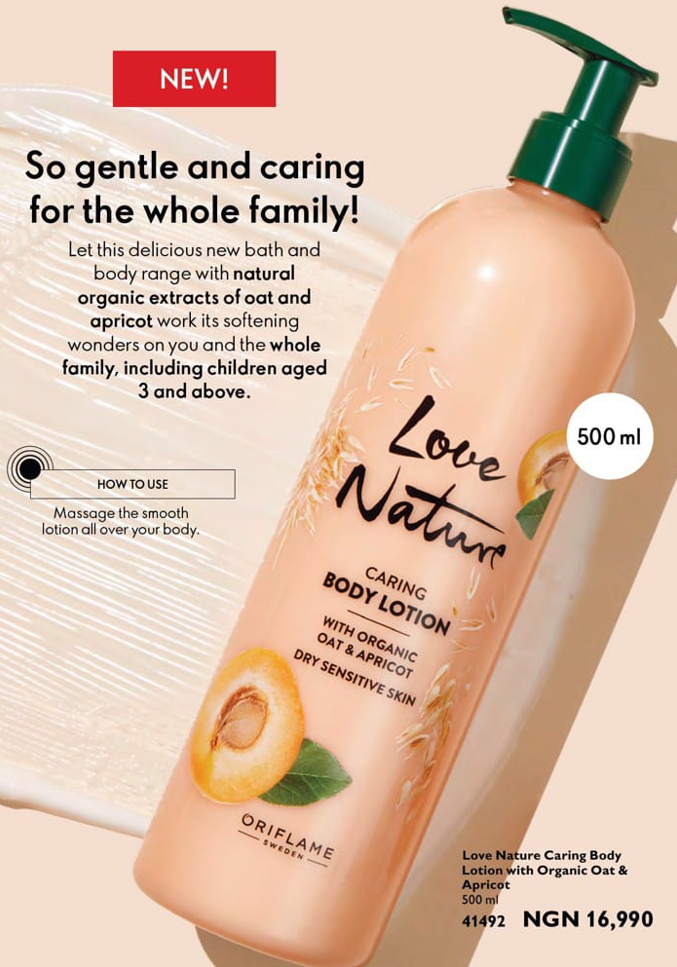 NEW!
So gentle and caring
for the whole family!
Let this delicious new bath and
body range with natural
organic extracts of oat and
apricot work its softening
wonders on you and the whole
family, including children aged
3 and above.
HOW TO USE
Massage the smooth
lotion all over your body.
500 ml
Love
Nature
CARING
BODY LOTION
WITH ORGANIC
OAT & APRICOT
DRY SENSITIVE SKIN
ORIFLAME
SWEDEN
Love Nature Caring Body
Lotion with Organic Oat &
Apricot
500 ml
41492 NGN 16,990